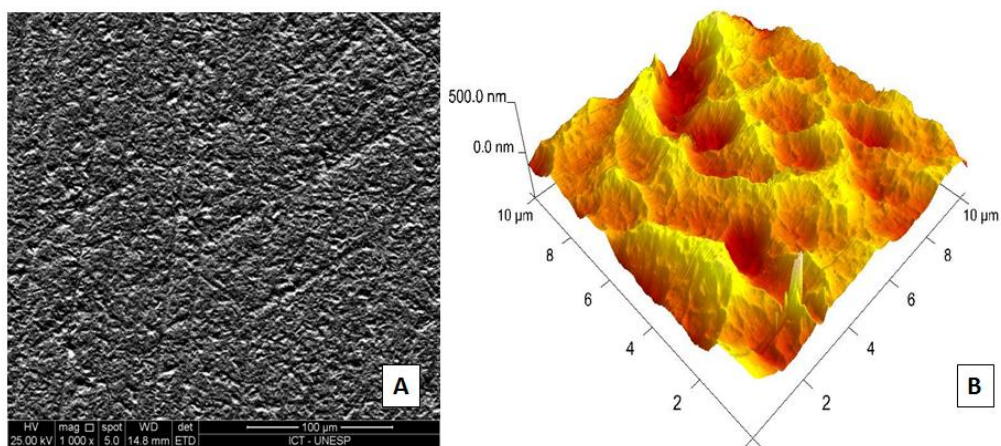 A
HV mag □ spot WD det 100 µm
25.00 kV 1 000 x 5.0 14.8 mm ETD ICT - UNESP
500.0 nm
0.0 nm
10 µm
8
6
4
2
10 µm
8
6
4
2
B